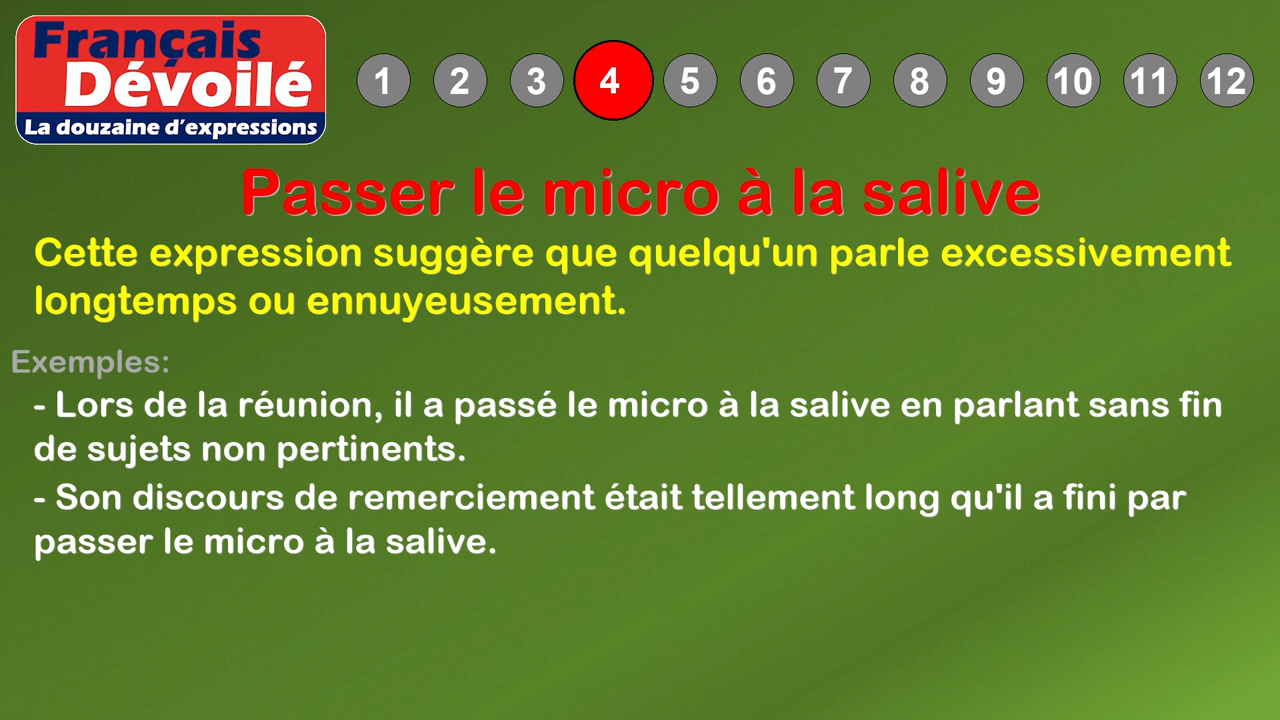 Français
Dévoilé
La douzaine d'expressions
1 2 3 4 5 6 7 8 9 10 11 12
Passer le micro à la salive
Cette expression suggère que quelqu'un parle excessivement
longtemps ou ennuyeusement.
Exemples:
- Lors de la réunion, il a passé le micro à la salive en parlant sans fin
de sujets non pertinents.
- Son discours de remerciement était tellement long qu'il a fini par
passer le micro à la salive.